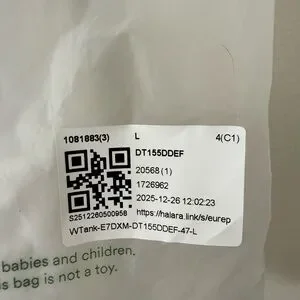 1081883(3) L 4(C1)
DT155DDEF
20568(1)
1726962
2025-12-26 12:02:23
S2512260500958 https://halara.link/s/eurep
WTank-E7DXM-DT155DDEF-47-L
babies and children.
is bag is not a toy.